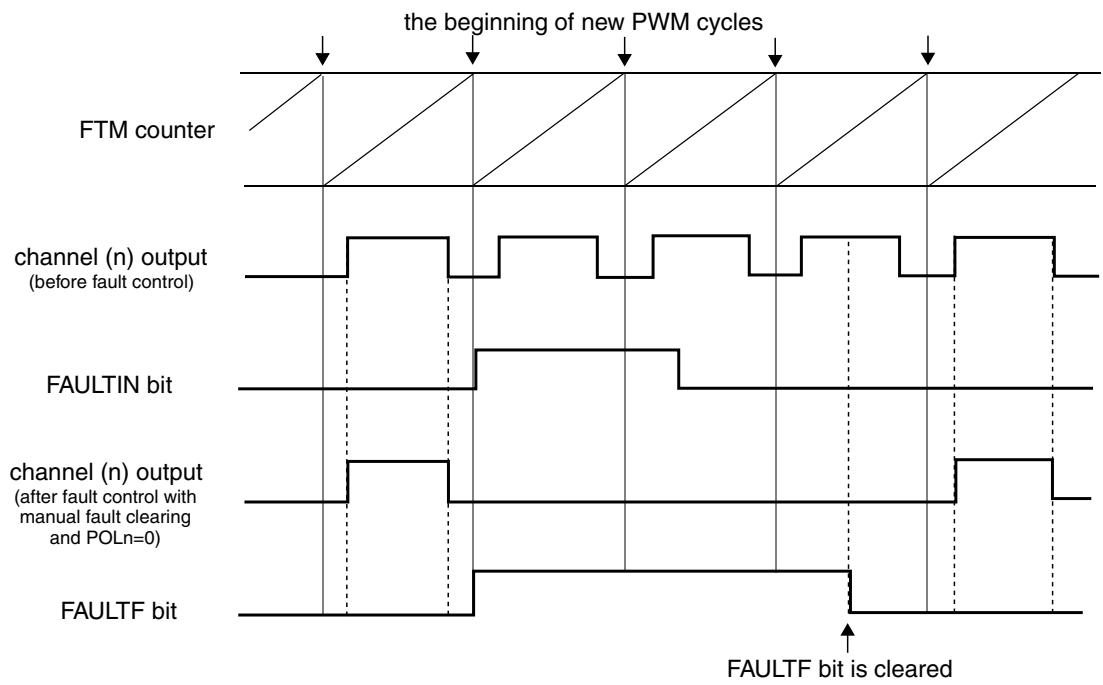 the beginning of new PWM cycles
FTM counter
channel (n) output
(before fault control)
FAULTIN bit
channel (n) output
(after fault control with
manual fault clearing
and POLn=0)
FAULTF bit
FAULTF bit is cleared